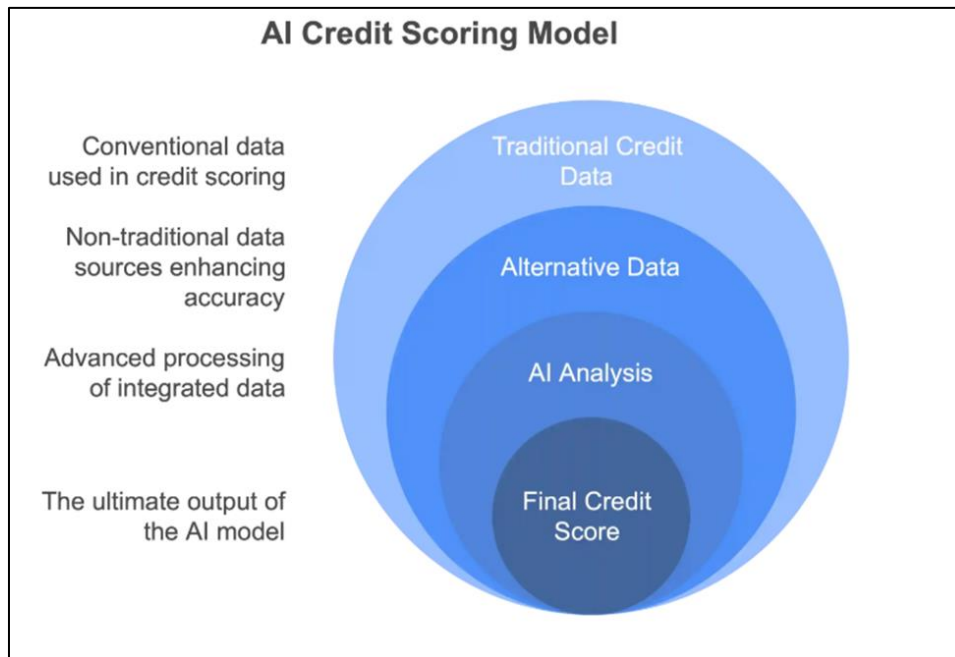 AI Credit Scoring Model
Conventional data
used in credit scoring
Traditional Credit
Data
Non-traditional data
sources enhancing
accuracy
Alternative Data
Advanced processing
of integrated data
AI Analysis
The ultimate output of
the AI model
Final Credit
Score